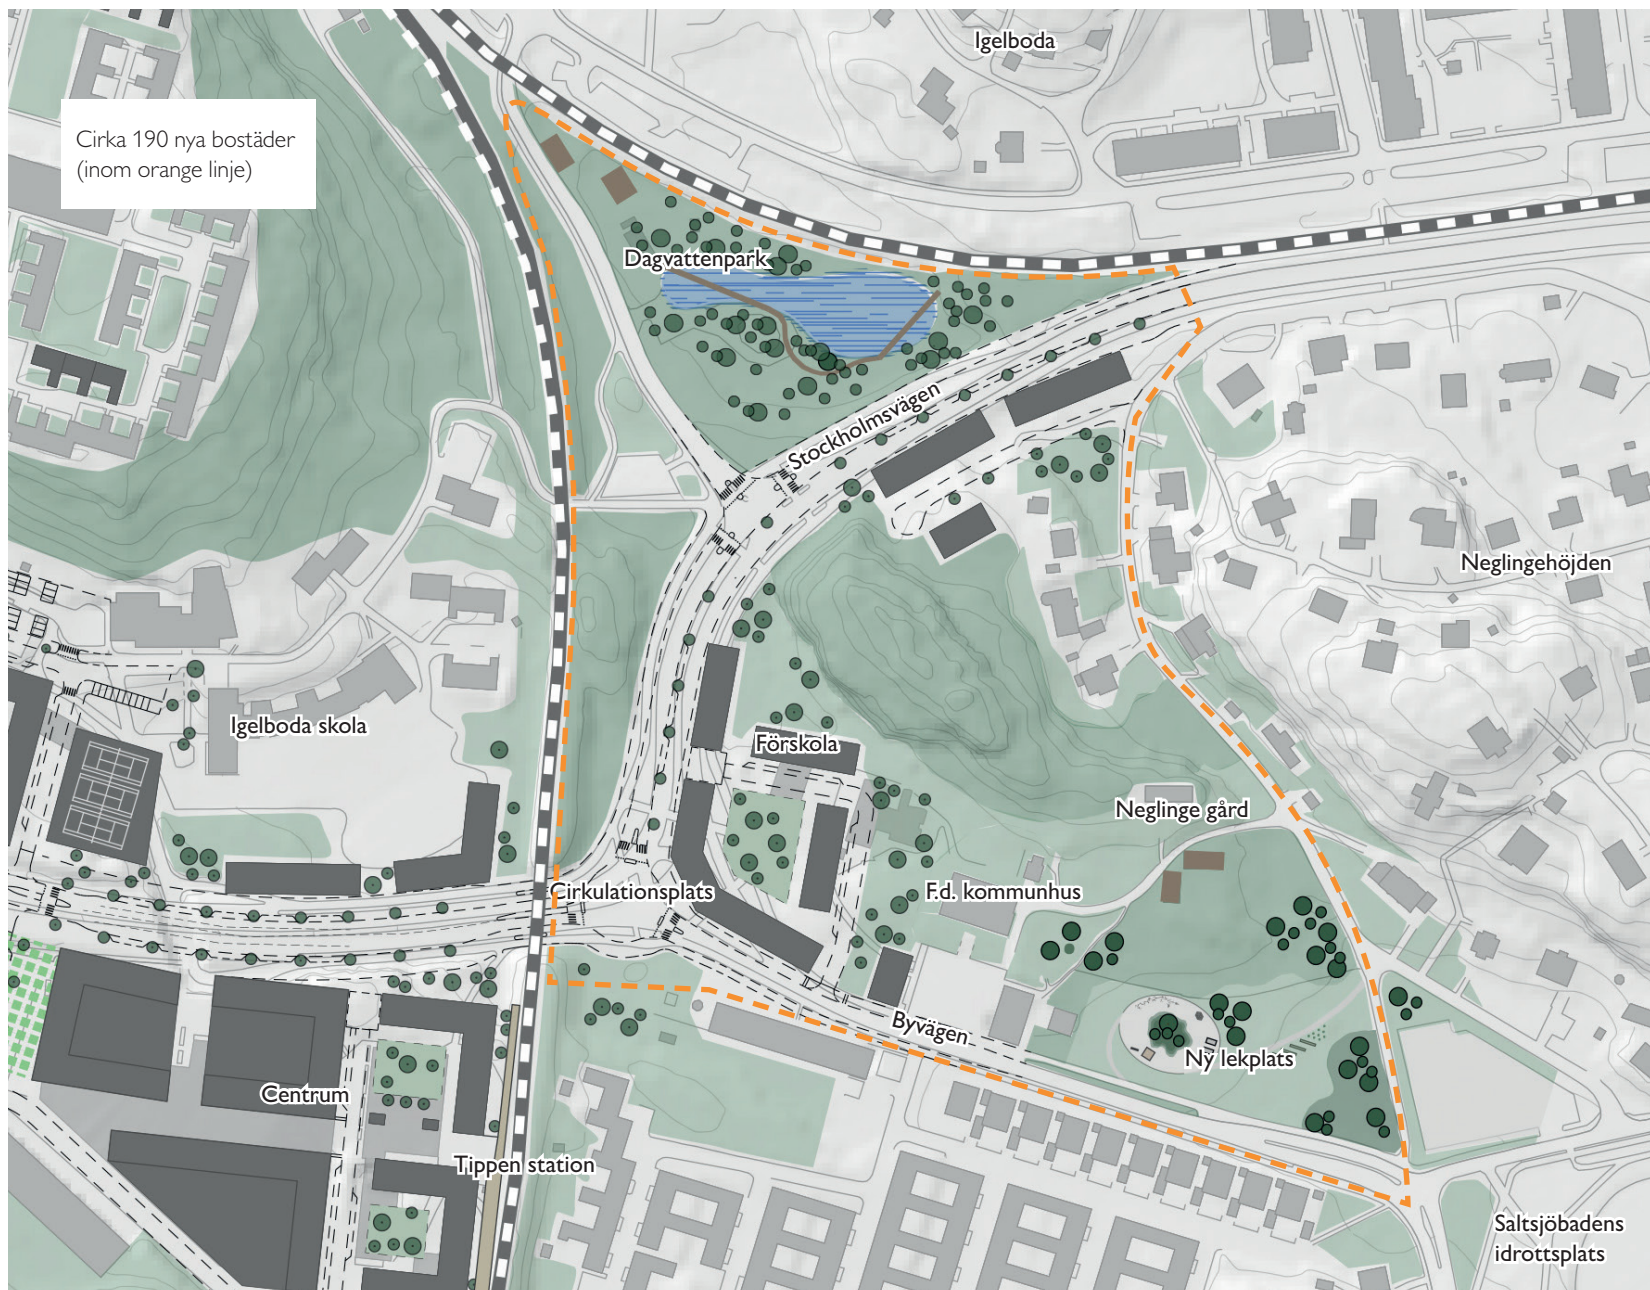 Igelboda
Cirka 190 nya bostäder
(inom orange linje)
Dagvattenpark
Stockholmsvägen
Neglingehöjden
Igelboda skola
Förskola
Neglinge gård
Cirkulationsplats
F.d. kommunhus
Byvägen
Ny lekplats
Centrum
Tippen station
Saltsjöbadens
idrottsplats